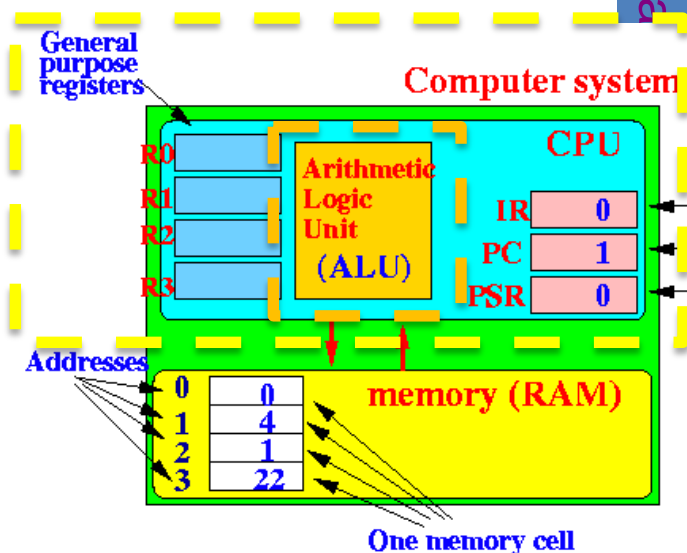 General
purpose
registers
Computer system
CPU
R0
R1
R2
R3
Arithmetic
Logic
Unit
(ALU)
IR 0
PC 1
PSR 0
Addresses
memory (RAM)
0 0
1 4
2 1
3 22
One memory cell